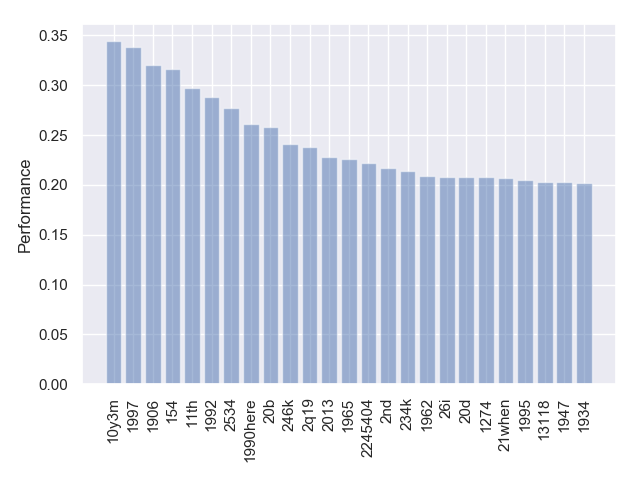 0.35
0.30
0.25
0.20
0.15
0.10
0.05
0.00
Performance
10y3m
1997
1906
154
11th
1992
2534
1990here
20b
246k
2q19
2013
1965
2245404
2nd
234k
1962
26i
20d
1274
21when
1995
13118
1947
1934